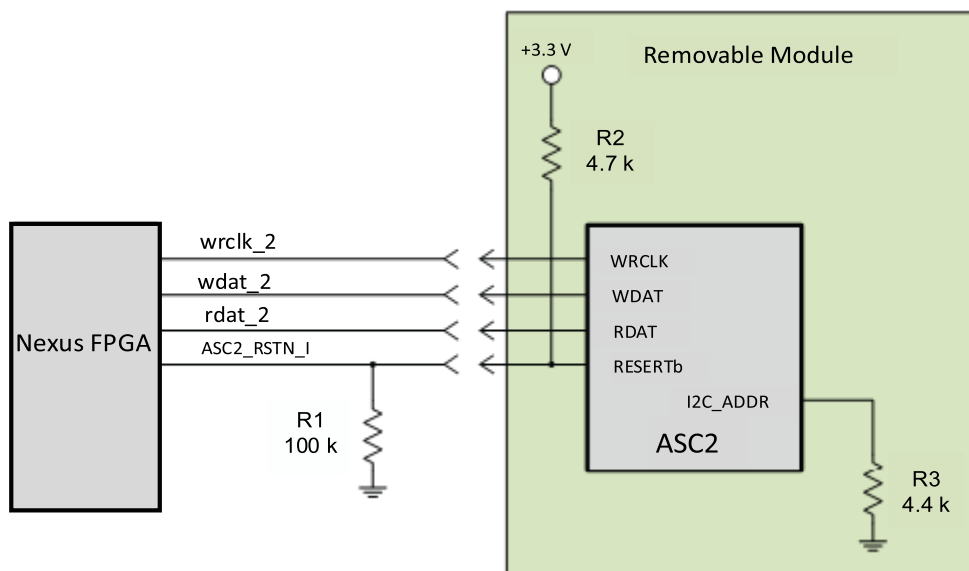 +3.3 V
Removable Module
R2
4.7 k
wrclk_2
wdat_2
rdat_2
ASC2_RSTN_I
Nexus FPGA
WRCLK
WDAT
RDAT
RESERTb
I2C_ADDR
ASC2
R1
100 k
R3
4.4 k